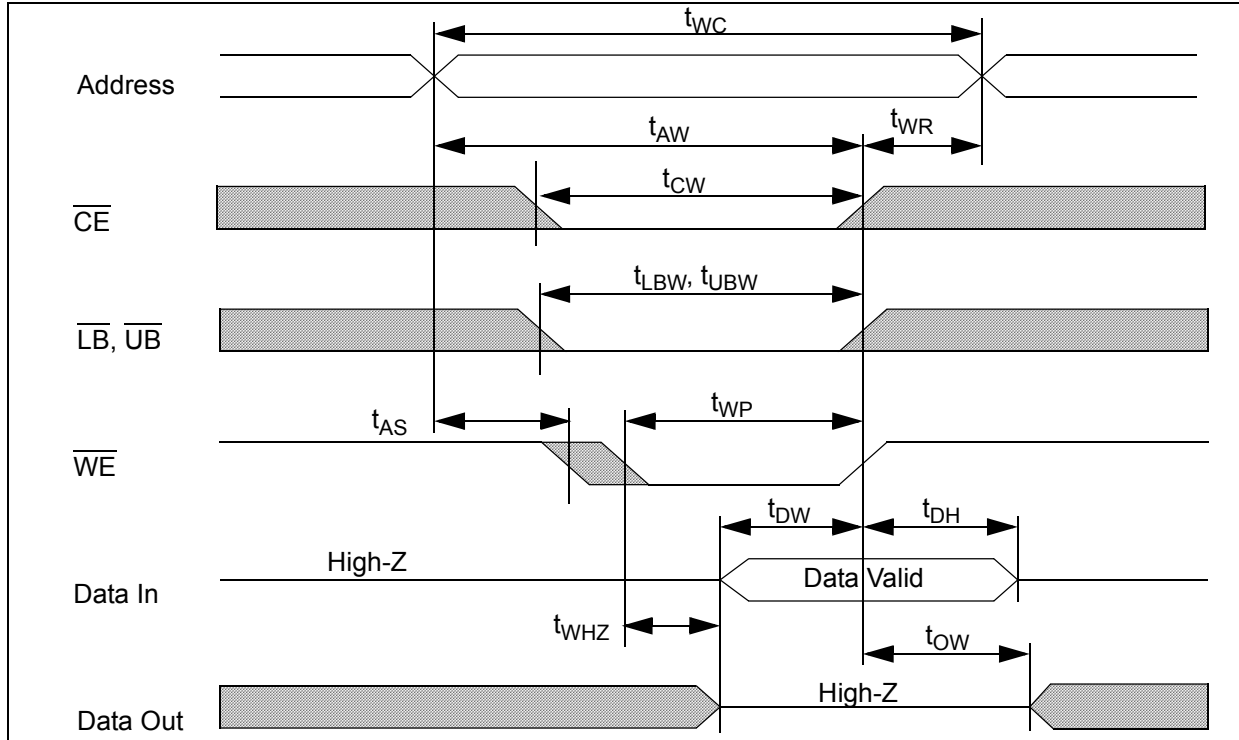 tWC
Address
tAW
tWR
tCW
CE
tLBW, tUBW
LB, UB
tAS
tWP
WE
tDW
tDH
High-Z
Data Valid
Data In
tWHZ
tOW
High-Z
Data Out